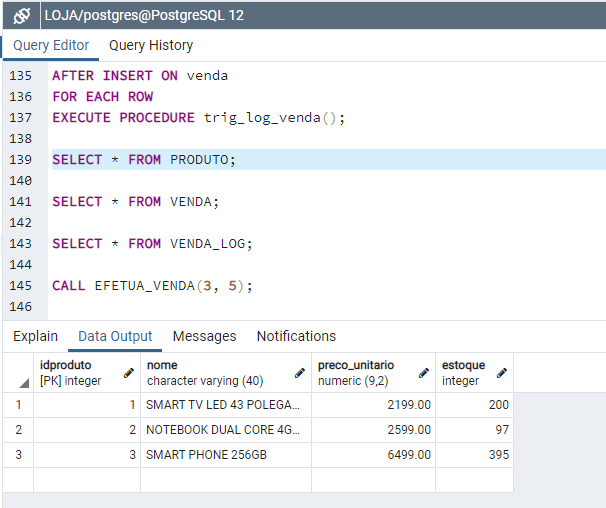 LOJA/postgres@PostgreSQL 12
Query Editor Query History
135 AFTER INSERT ON venda
136 FOR EACH ROW
137 EXECUTE PROCEDURE trig_log_venda();
138
139 SELECT * FROM PRODUTO;
140
141 SELECT * FROM VENDA;
142
143 SELECT * FROM VENDA_LOG;
144
145 CALL EFETUA_VENDA(3, 5);
146
Explain Data Output Messages Notifications
idproduto nome preco_unitario estoque
[PK] integer character varying (40) numeric (9,2) integer
1 1 SMART TV LED 43 POLEGA... 2199.00 200
2 2 NOTEBOOK DUAL CORE 4G... 2599.00 97
3 3 SMART PHONE 256GB 6499.00 395